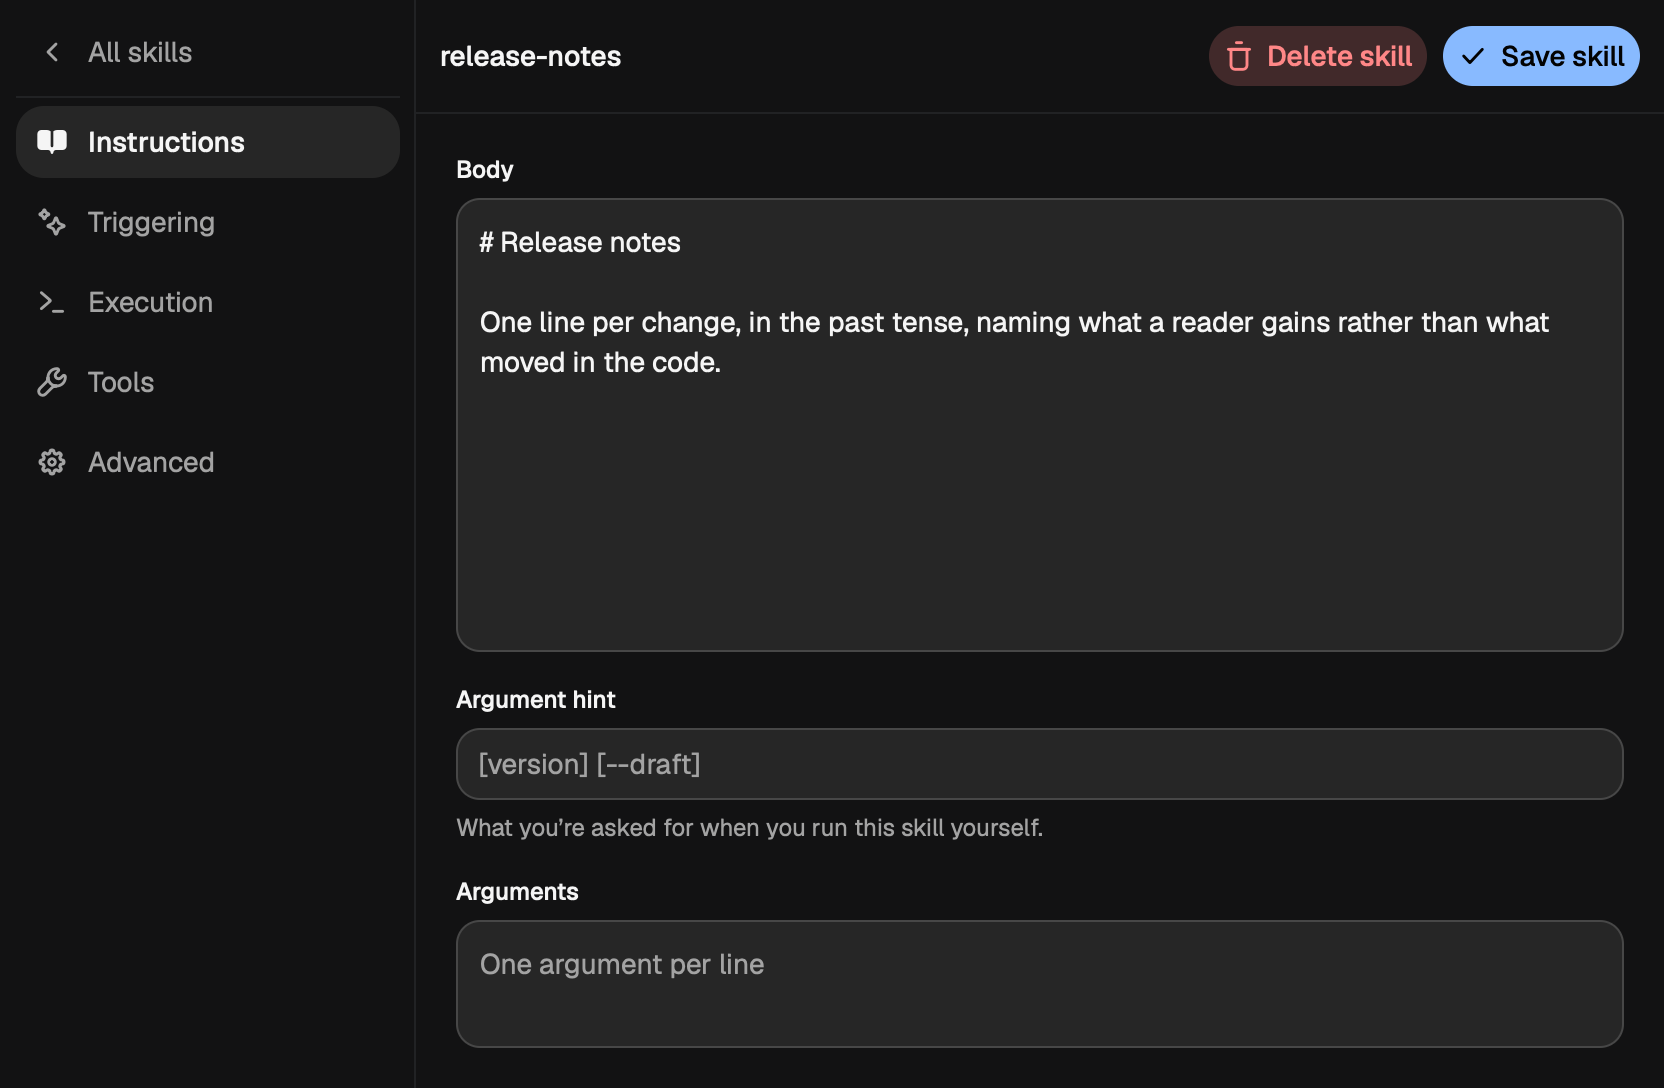 All skills
Instructions
Triggering
Execution
Tools
Advanced
release-notes
Delete skill
Save skill
Body
# Release notes
One line per change, in the past tense, naming what a reader gains rather than what
moved in the code.
Argument hint
[version] [--draft]
What you’re asked for when you run this skill yourself.
Arguments
One argument per line